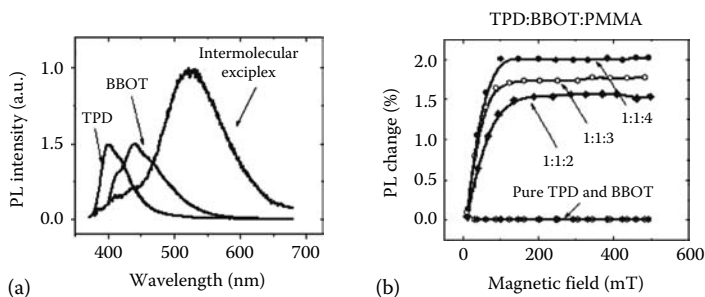 TPD:BBOT:PMMA
PL intensity (a.u.)
1.0
1.5
0.0
TPD
BBOT
Intermolecular
exciplex
400
500
600
700
Wavelength (nm)
(a)
PL change (%)
2.0
1.5
1.0
0.5
0.0
1:1:4
1:1:3
1:1:2
Pure TPD and BBOT
0
200
400
600
Magnetic field (mT)
(b)